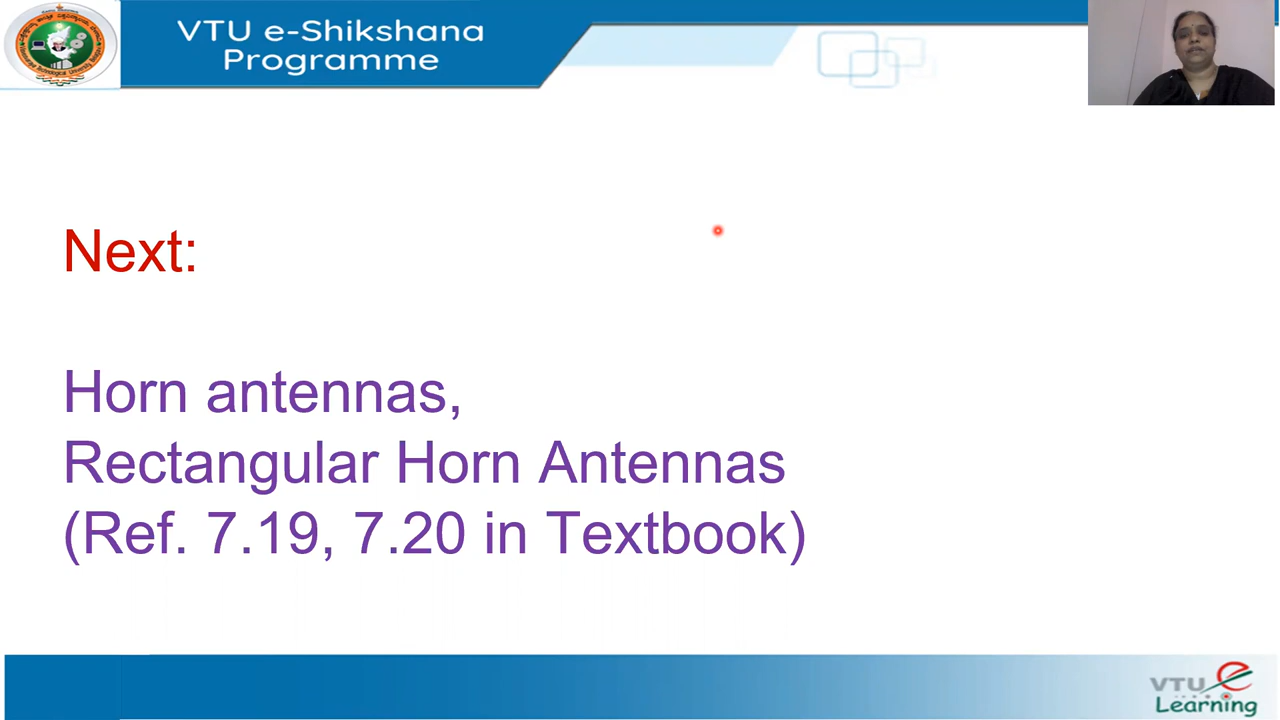 VTU e-Shikshana
Programme
Next:
Horn antennas,
Rectangular Horn Antennas
(Ref. 7.19, 7.20 in Textbook)
VTU e
Learning